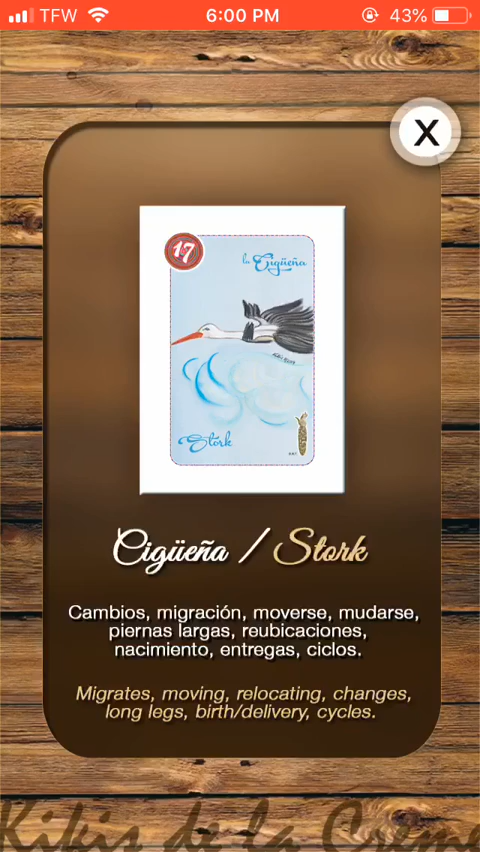 TFW 6:00 PM 43%
X
17
la Cigüeña
Stork
Cigüeña / Stork
Cambios, migración, moverse, mudarse,
piernas largas, reubicaciones,
nacimiento, entregas, ciclos.
Migrates, moving, relocating, changes,
long legs, birth/delivery, cycles.
Kikis de la Creme